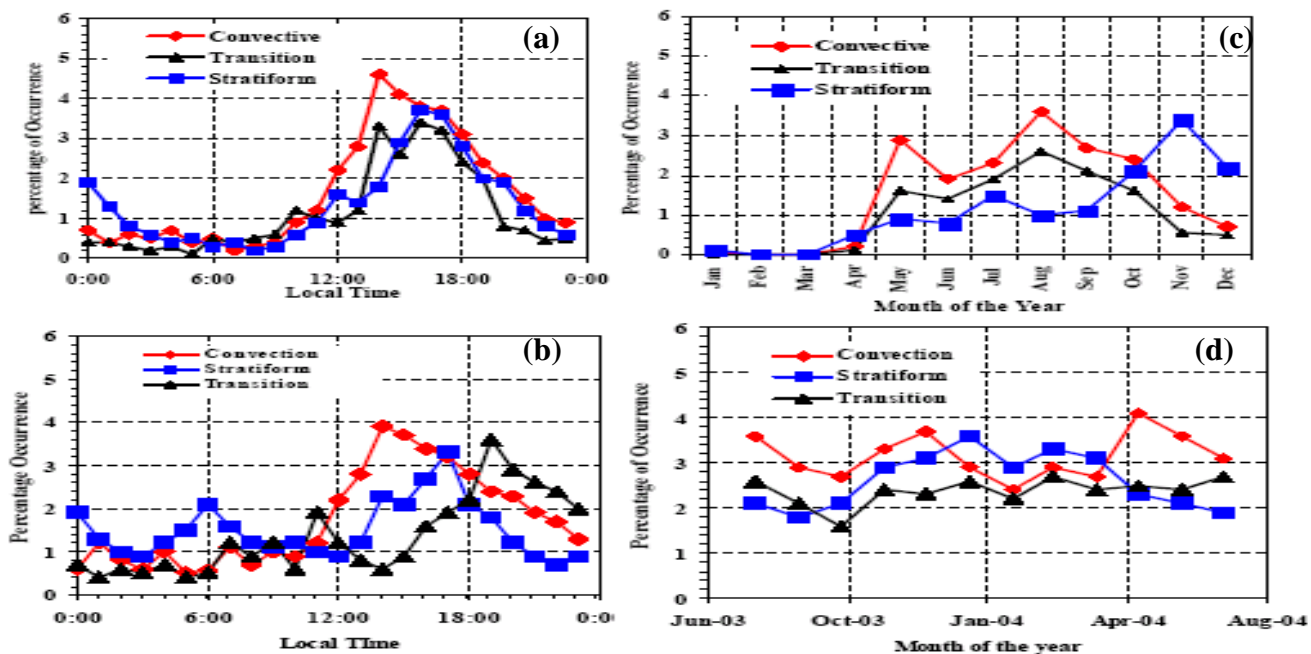 (a)
Convective
Transition
Stratiform
percentage of Occurrence
6
5
4
3
2
1
0
0:00 6:00 12:00 18:00 0:00
Local Time
(c)
Convective
Transition
Stratiform
Percentage of Occurrence
6
5
4
3
2
1
0
Jan Feb Mar Apr May Jun Jul Aug Sep Oct Nov Dec
Month of the Year
(b)
Convection
Stratiform
Transition
Percentage Occurrence
6
5
4
3
2
1
0
0:00 6:00 12:00 18:00 0:00
Local TIme
(d)
Convection
Stratiform
Transition
Percentage of Occurrence
6
5
4
3
2
1
0
Jun-03 Oct-03 Jan-04 Apr-04 Aug-04
Month of the year